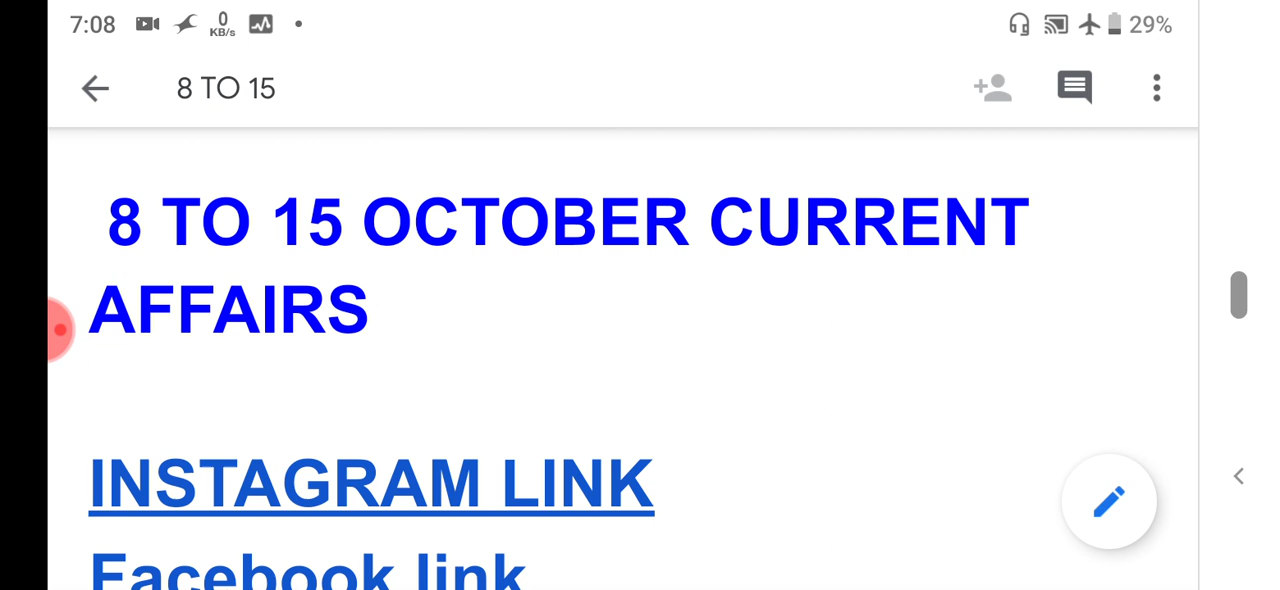 7:08 0 KB/s 29%
8 TO 15
8 TO 15 OCTOBER CURRENT
AFFAIRS
INSTAGRAM LINK
Facebook link